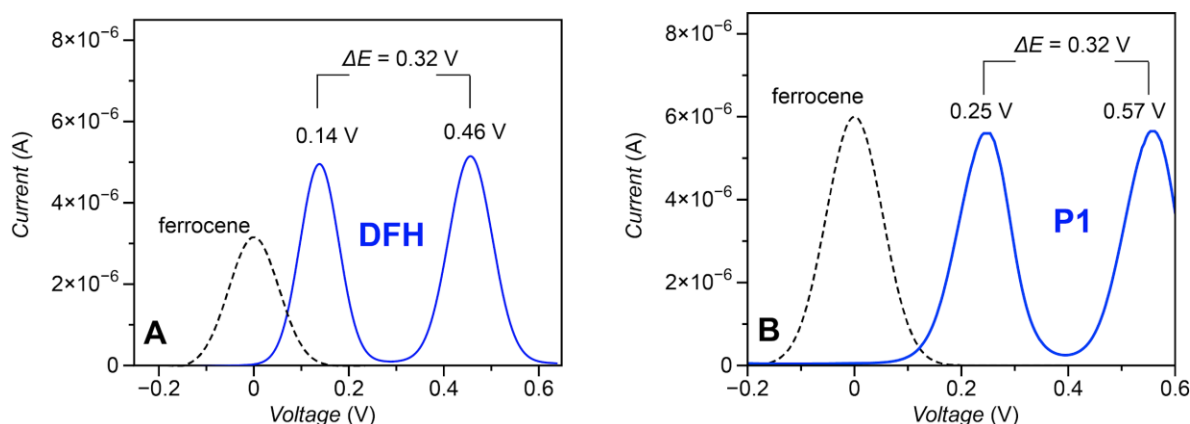 8×10⁻⁶
6×10⁻⁶
4×10⁻⁶
2×10⁻⁶
0
Current (A)
ΔE = 0.32 V
0.14 V 0.46 V
ferrocene
DFH
A
−0.2 0 0.2 0.4 0.6
Voltage (V)
8×10⁻⁶
6×10⁻⁶
4×10⁻⁶
2×10⁻⁶
0
Current (A)
ΔE = 0.32 V
ferrocene
0.25 V 0.57 V
P1
B
−0.2 0 0.2 0.4 0.6
Voltage (V)